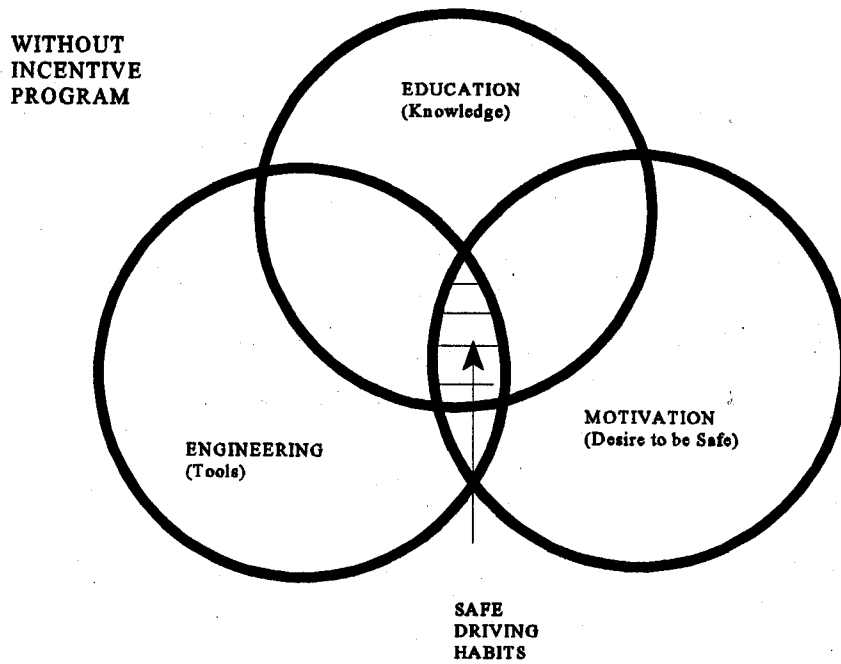 WITHOUT
INCENTIVE
PROGRAM
EDUCATION
(Knowledge)
MOTIVATION
(Desire to be Safe)
ENGINEERING
(Tools)
SAFE
DRIVING
HABITS